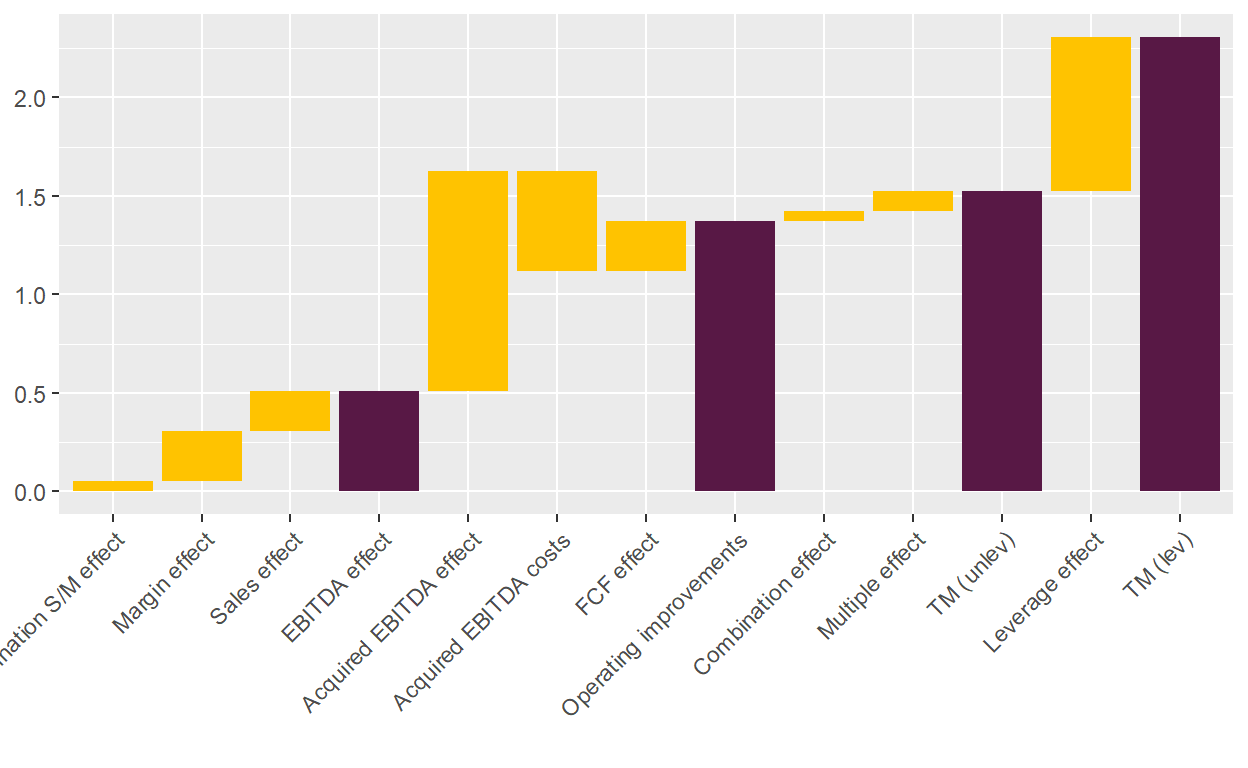 2.0
1.5
1.0
0.5
0.0
S/M effect
Margin effect
Sales effect
EBITDA effect
Acquired EBITDA effect
Acquired EBITDA costs
FCF effect
Operating improvements
Combination effect
Multiple effect
TM (unlev)
Leverage effect
TM (lev)